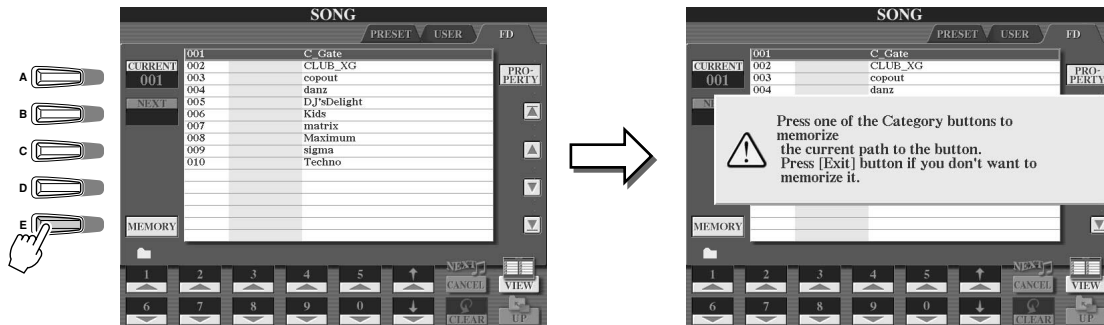 SONG
PRESET USER FD
CURRENT
001
NEXT
001 C_Gate
002 CLUB_XG
003 copout
004 danz
005 DJ'sDelight
006 Kids
007 matrix
008 Maximum
009 sigma
010 Techno
PRO-
PERTY
MEMORY
1 2 3 4 5 NEXT
CANCEL VIEW
6 7 8 9 0 CLEAR UP
A
B
C
D
E
SONG
PRESET USER FD
CURRENT
001
001 C_Gate
002 CLUB_XG
003 copout
004 danz
PRO-
PERTY
Press one of the Category buttons to
memorize
the current path to the button.
Press [Exit] button if you don't want to
memorize it.
MEMORY
1 2 3 4 5 NEXT
CANCEL VIEW
6 7 8 9 0 CLEAR UP